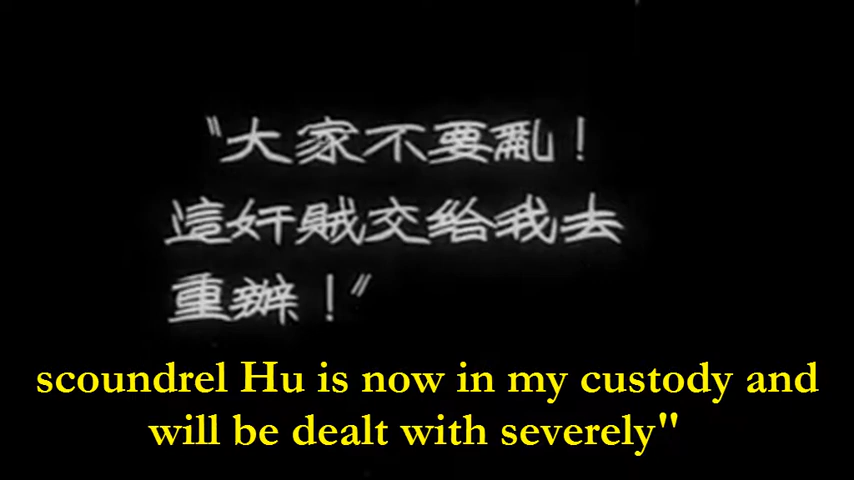 "大家不要亂！
這奸賊交給我去
重辦！"
scoundrel Hu is now in my custody and
will be dealt with severely"